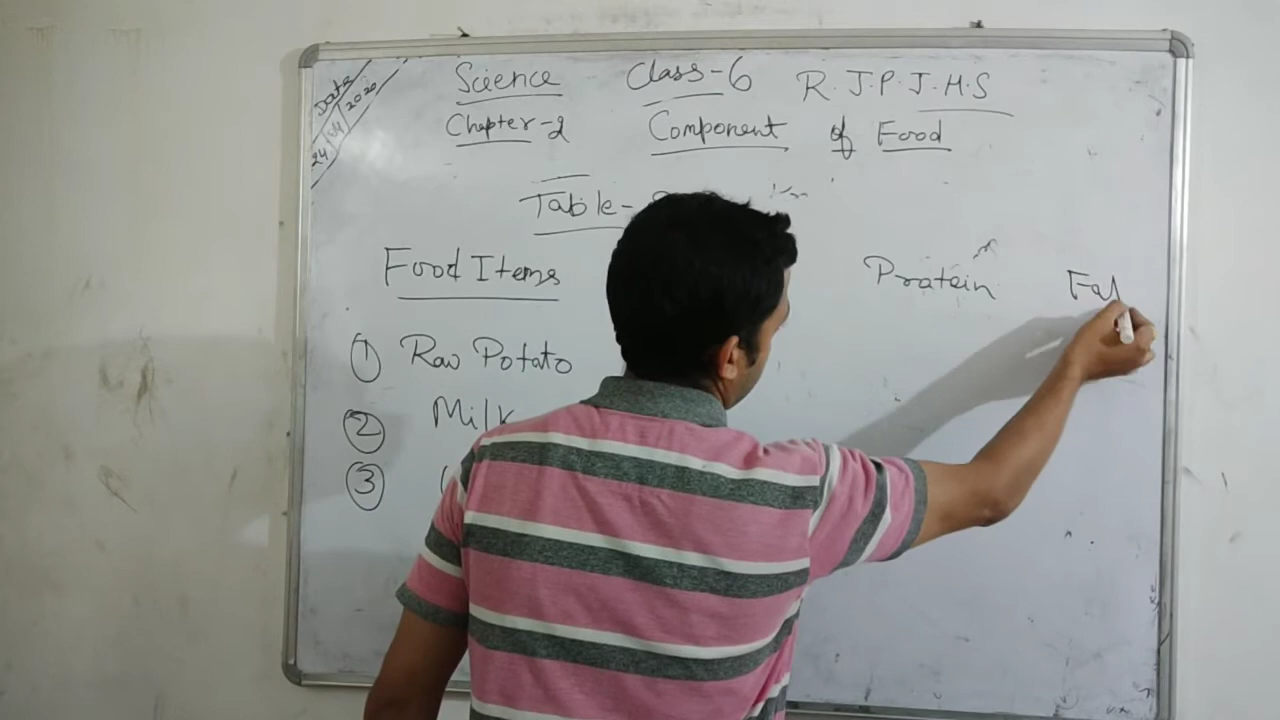 Date
24/04/2020
Science Class-6 R.J.P.J.H.S
Chapter-2 Component of Food
Table-
Food Items Protein Fat
① Raw Potato
② Milk
③